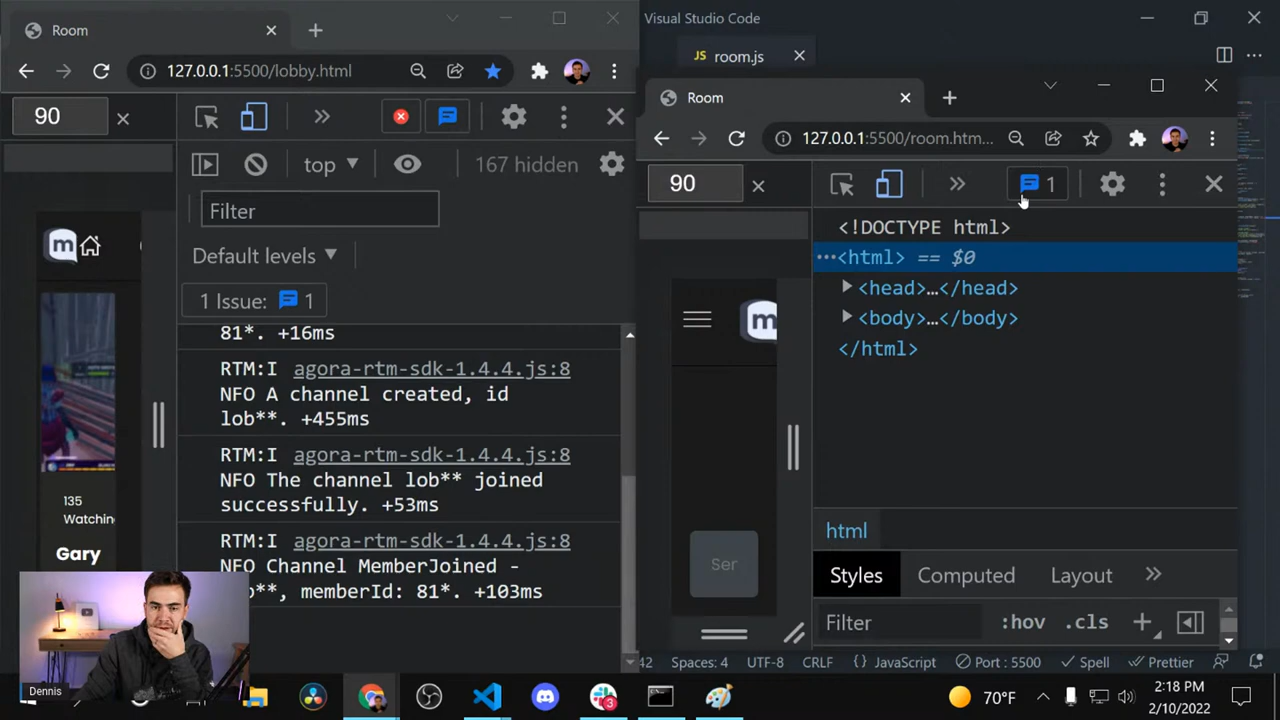 Room
127.0.0.1:5500/lobby.html
90
top
167 hidden
Filter
Default levels
1 Issue: 1
81*. +16ms
RTM:I agora-rtm-sdk-1.4.4.js:8
NFO A channel created, id
lob**. +455ms
RTM:I agora-rtm-sdk-1.4.4.js:8
NFO The channel lob** joined
successfully. +53ms
RTM:I agora-rtm-sdk-1.4.4.js:8
NFO Channel MemberJoined -
b**, memberId: 81*. +103ms
m
135
Watchin
Gary
Dennis
Visual Studio Code
JS room.js
Room
127.0.0.1:5500/room.htm...
90
1
<!DOCTYPE html>
...<html> == $0
<head>…</head>
<body>…</body>
</html>
m
Ser
html
Styles Computed Layout
Filter :hov .cls
42 Spaces: 4 UTF-8 CRLF {} JavaScript Port : 5500 Spell Prettier
3
70°F
2:18 PM
2/10/2022